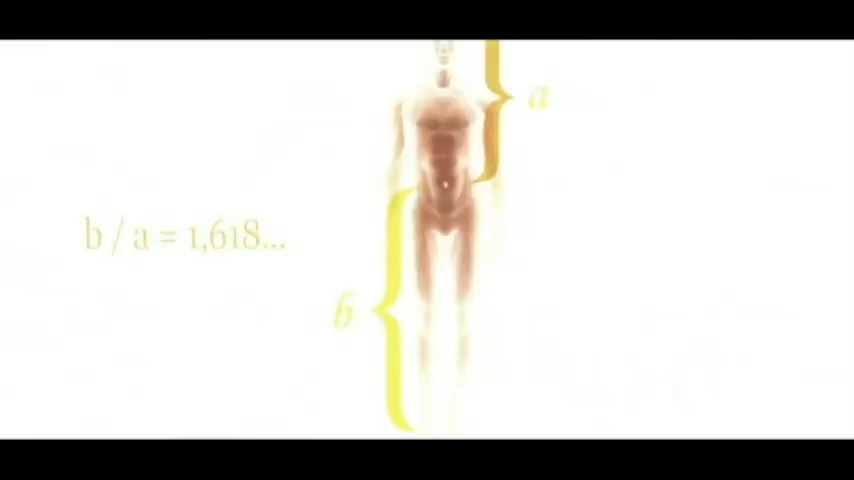 a
b / a = 1,618...
b